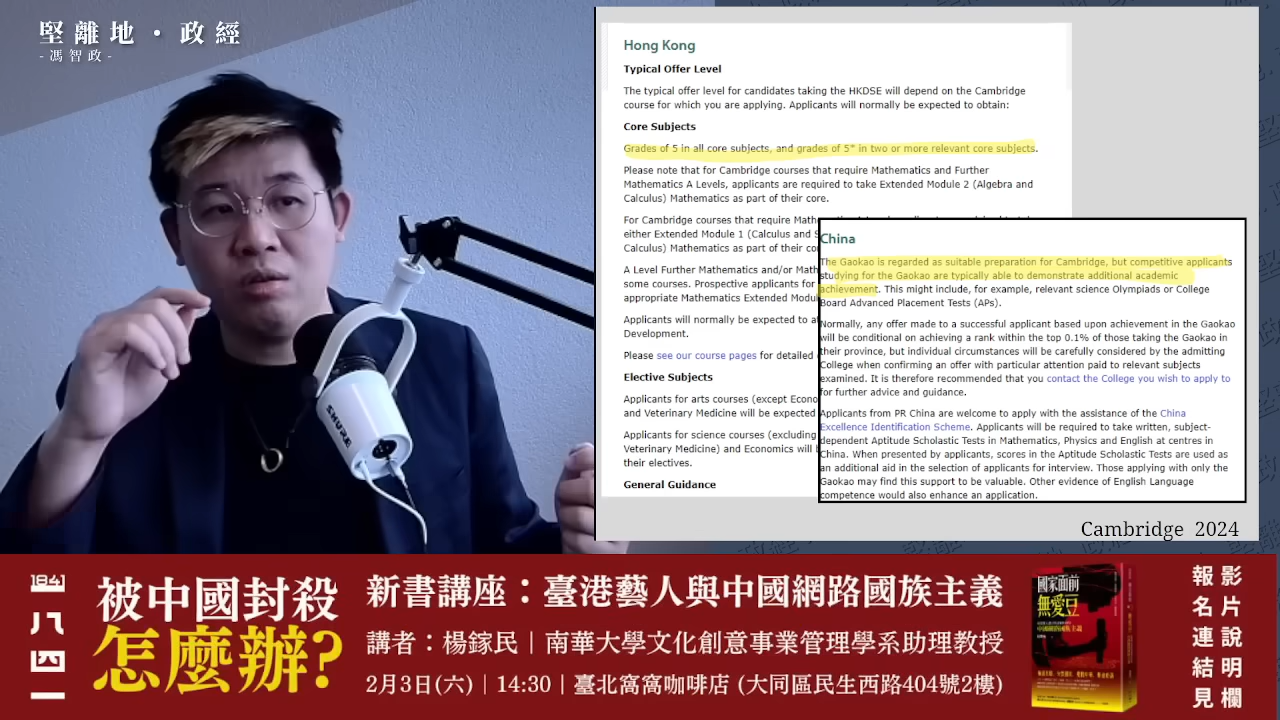 堅離地·政經
-馮智政-
Hong Kong
Typical Offer Level
The typical offer level for candidates taking the HKDSE will depend on the Cambridge
course for which you are applying. Applicants will normally be expected to obtain:
Core Subjects
Grades of 5 in all core subjects, and grades of 5* in two or more relevant core subjects.
Please note that for Cambridge courses that require Mathematics and Further
Mathematics A Levels, applicants are required to take Extended Module 2 (Algebra and
Calculus) Mathematics as part of their core.
For Cambridge courses that require
either Extended Module 1 (Calculus and
Calculus) Mathematics as part of their
A Level Further Mathematics and/or
some courses. Prospective applicants for
appropriate Mathematics Extended
Applicants will normally be expected to
Development.
Please see our course pages for detailed
Elective Subjects
Applicants for arts courses (except
and Veterinary Medicine will be expected
Applicants for science courses (excluding
Veterinary Medicine) and Economics will
their electives.
General Guidance
China
The Gaokao is regarded as suitable preparation for Cambridge, but competitive applicants
studying for the Gaokao are typically able to demonstrate additional academic
achievement. This might include, for example, relevant science Olympiads or College
Board Advanced Placement Tests (APs).
Normally, any offer made to a successful applicant based upon achievement in the Gaokao
will be conditional on achieving a rank within the top 0.1% of those taking the Gaokao in
their province, but individual circumstances will be carefully considered by the admitting
College when confirming an offer with particular attention paid to relevant subjects
examined. It is therefore recommended that you contact the College you wish to apply to
for further advice and guidance.
Applicants from PR China are welcome to apply with the assistance of the China
Excellence Identification Scheme. Applicants will be required to take written, subject-
dependent Aptitude Scholastic Tests in Mathematics, Physics and English at centres in
China. When presented by applicants, scores in the Aptitude Scholastic Tests are used as
an additional aid in the selection of applicants for interview. Those applying with only the
Gaokao may find this support to be valuable. Other evidence of English Language
competence would also enhance an application.
Cambridge 2024
SHURE
1841
一八四一
被中國封殺
怎麼辦?
新書講座：臺港藝人與中國網路國族主義
講者：楊鎵民｜南華大學文化創意事業管理學系助理教授
2月3日(六)｜14:30｜臺北窩窩咖啡店 (大同區民生西路404號2樓)
國家面前
無愛豆
影片說明欄
報名連結見